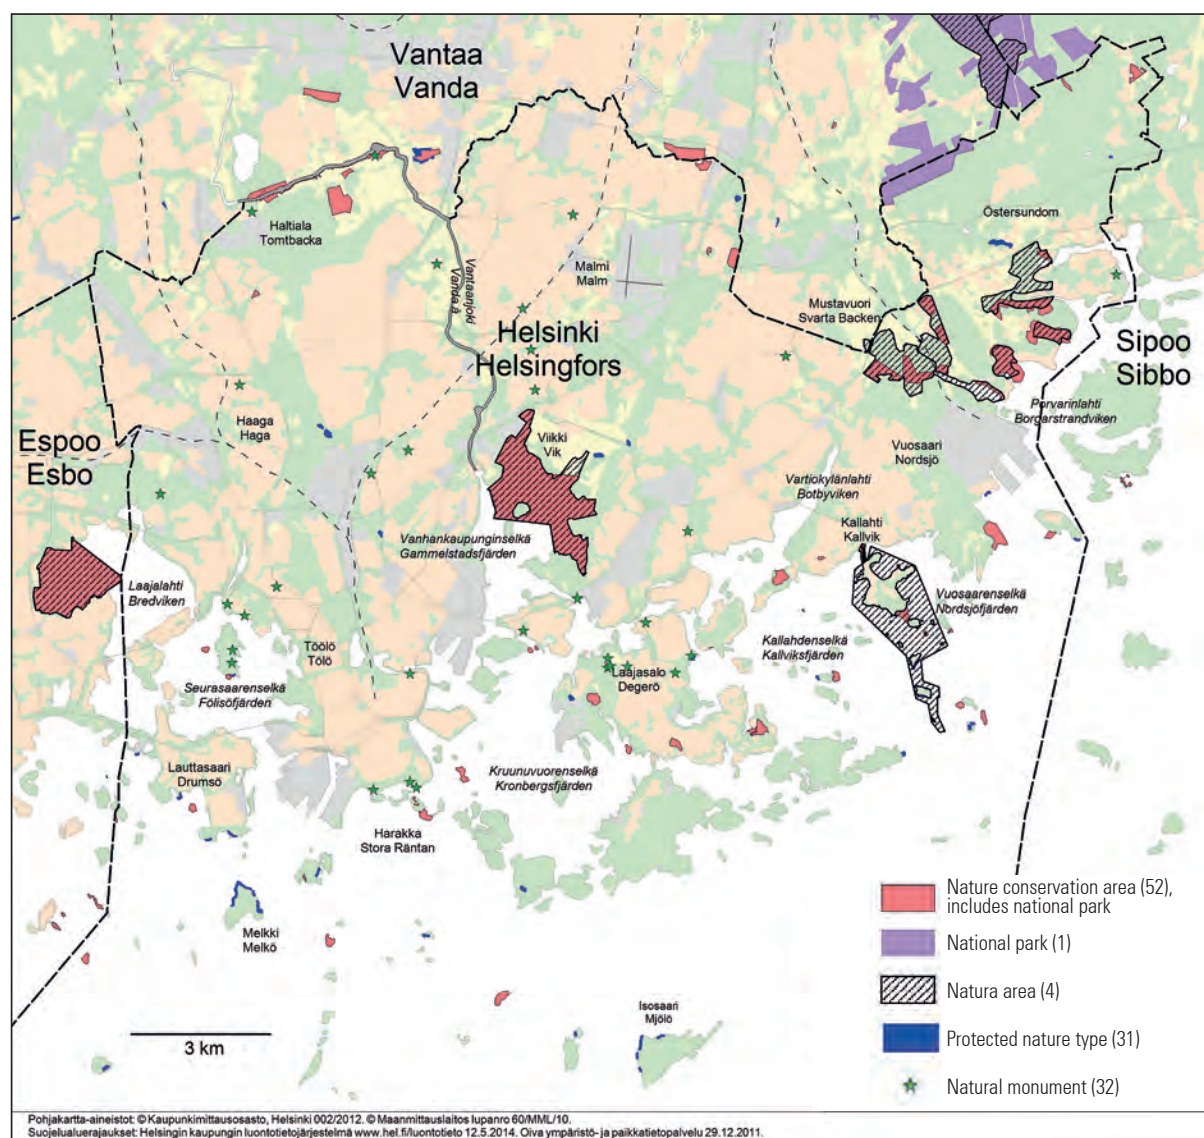 Vantaa
Vanda
Östersundom
Haltiala
Tomtbacka
Vantaanjoki
Vanda å
Malmi
Malm
Mustavuori
Svarta Backen
Helsinki
Helsingfors
Sipoo
Sibbo
Porvarinlahti
Borgarstrandviken
Haaga
Haga
Espoo
Esbo
Viikki
Vik
Vuosaari
Nordsjö
Vartiokylänlahti
Botbyviken
Vanhankaupunginselkä
Gammelstadsfjärden
Kallahti
Kallvik
Laajalahti
Bredviken
Vuosaarenselkä
Nordsjöfjärden
Töölö
Tölö
Kallahdenselkä
Kallviksfjärden
Laajasalo
Degerö
Seurasaarenselkä
Fölisöfjärden
Lauttasaari
Drumsö
Kruunuvuorenselkä
Kronbergsfjärden
Harakka
Stora Räntan
Melkki
Melkö
Isosaari
Mjölö
3 km
Nature conservation area (52),
includes national park
National park (1)
Natura area (4)
Protected nature type (31)
Natural monument (32)
Pohjakartta-aineistot: © Kaupunkimittausosasto, Helsinki 002/2012. © Maanmittauslaitos lupanro 60/MML/10.
Suojelualuerajaukset: Helsingin kaupungin luontotietojärjestelmä www.hel.fi/luontotieto 12.5.2014. Oiva ympäristö- ja paikkatietopalvelu 29.12.2011.